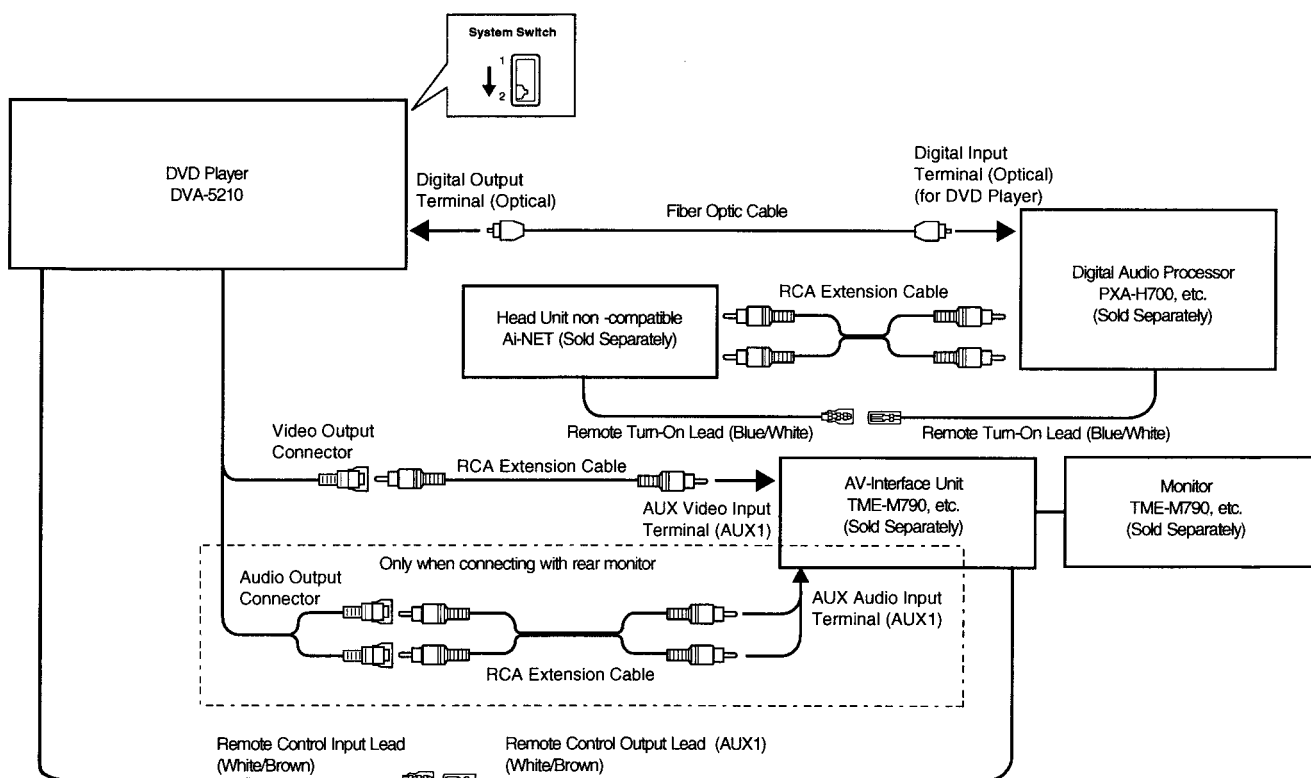 System Switch
1
2
DVD Player
DVA-5210
Digital Output
Terminal (Optical)
Fiber Optic Cable
Digital Input
Terminal (Optical)
(for DVD Player)
Digital Audio Processor
PXA-H700, etc.
(Sold Separately)
Head Unit non -compatible
Ai-NET (Sold Separately)
RCA Extension Cable
Remote Turn-On Lead (Blue/White)
Remote Turn-On Lead (Blue/White)
Video Output
Connector
RCA Extension Cable
AUX Video Input
Terminal (AUX1)
AV-Interface Unit
TME-M790, etc.
(Sold Separately)
Monitor
TME-M790, etc.
(Sold Separately)
Only when connecting with rear monitor
Audio Output
Connector
RCA Extension Cable
AUX Audio Input
Terminal (AUX1)
Remote Control Input Lead
(White/Brown)
Remote Control Output Lead (AUX1)
(White/Brown)